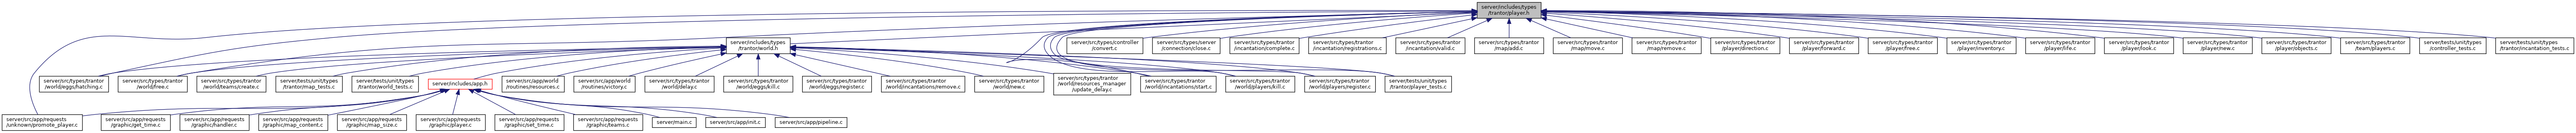 server/includes/types
/trantor/player.h
server/includes/types
/trantor/world.h
server/src/types/controller
/convert.c
server/src/types/server
/connection/close.c
server/src/types/trantor
/incantation/complete.c
server/src/types/trantor
/incantation/registrations.c
server/src/types/trantor
/incantation/valid.c
server/src/types/trantor
/map/add.c
server/src/types/trantor
/map/move.c
server/src/types/trantor
/map/remove.c
server/src/types/trantor
/player/direction.c
server/src/types/trantor
/player/forward.c
server/src/types/trantor
/player/free.c
server/src/types/trantor
/player/inventory.c
server/src/types/trantor
/player/life.c
server/src/types/trantor
/player/look.c
server/src/types/trantor
/player/new.c
server/src/types/trantor
/player/objects.c
server/src/types/trantor
/team/players.c
server/tests/unit/types
/controller_tests.c
server/tests/unit/types
/trantor/incantation_tests.c
server/src/types/trantor
/world/eggs/hatching.c
server/src/types/trantor
/world/free.c
server/src/types/trantor
/world/teams/create.c
server/tests/unit/types
/trantor/map_tests.c
server/tests/unit/types
/trantor/world_tests.c
server/includes/app.h
server/src/app/world
/routines/resources.c
server/src/app/world
/routines/victory.c
server/src/types/trantor
/world/delay.c
server/src/types/trantor
/world/eggs/kill.c
server/src/types/trantor
/world/eggs/register.c
server/src/types/trantor
/world/incantations/remove.c
server/src/types/trantor
/world/new.c
server/src/types/trantor
/world/resources_manager
/update_delay.c
server/src/types/trantor
/world/incantations/start.c
server/src/types/trantor
/world/players/kill.c
server/src/types/trantor
/world/players/register.c
server/tests/unit/types
/trantor/player_tests.c
server/src/app/requests
/unknown/promote_player.c
server/src/app/requests
/graphic/get_time.c
server/src/app/requests
/graphic/handler.c
server/src/app/requests
/graphic/map_content.c
server/src/app/requests
/graphic/map_size.c
server/src/app/requests
/graphic/player.c
server/src/app/requests
/graphic/set_time.c
server/src/app/requests
/graphic/teams.c
server/main.c
server/src/app/init.c
server/src/app/pipeline.c